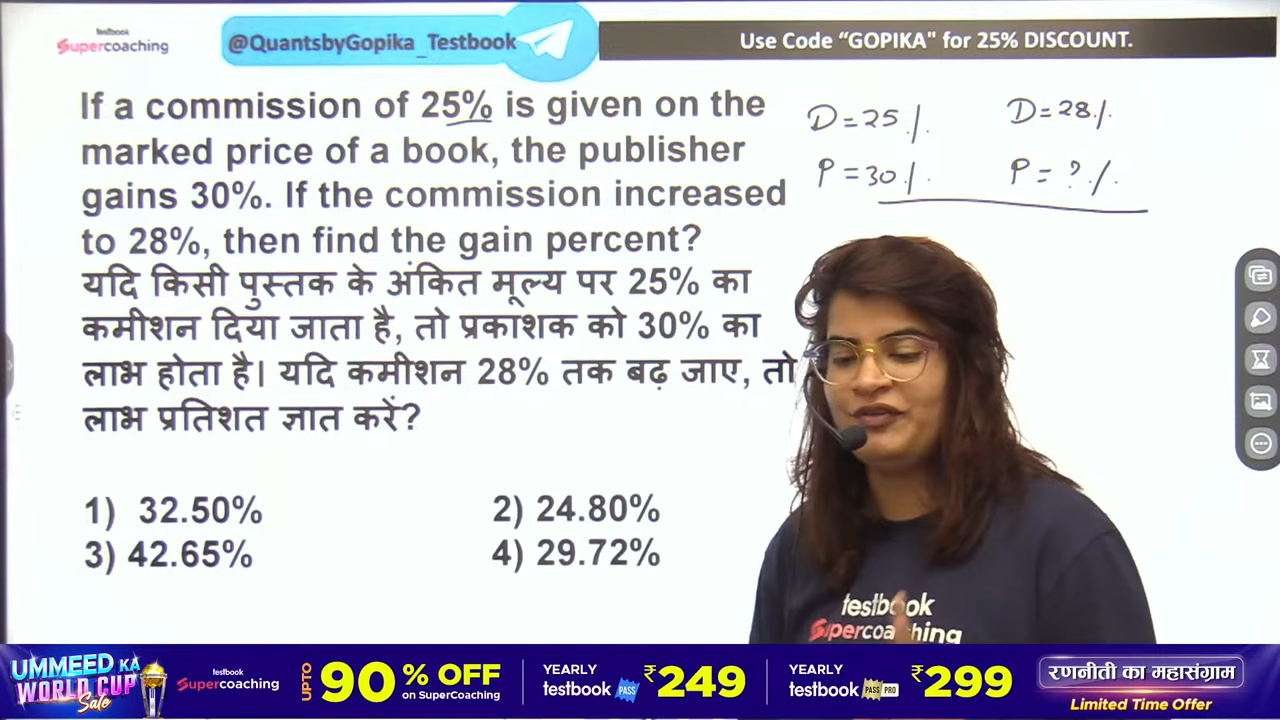 testbook
Supercoaching
@QuantsbyGopika_Testbook
Use Code “GOPIKA" for 25% DISCOUNT.
If a commission of 25% is given on the
marked price of a book, the publisher
gains 30%. If the commission increased
to 28%, then find the gain percent?
यदि किसी पुस्तक के अंकित मूल्य पर 25% का
कमीशन दिया जाता है, तो प्रकाशक को 30% का
लाभ होता है। यदि कमीशन 28% तक बढ़ जाए, तो
लाभ प्रतिशत ज्ञात करें?
1) 32.50%
2) 24.80%
3) 42.65%
4) 29.72%
D=25%
D=28%
P=30%
P=?%
testbook
Supercoaching
UMMEED KA
WORLD CUP
Sale
testbook
Supercoaching
UPTO 90% OFF
on SuperCoaching
YEARLY
testbook PASS
₹249
YEARLY
testbook PASS PRO
₹299
रणनीती का महासंग्राम
Limited Time Offer